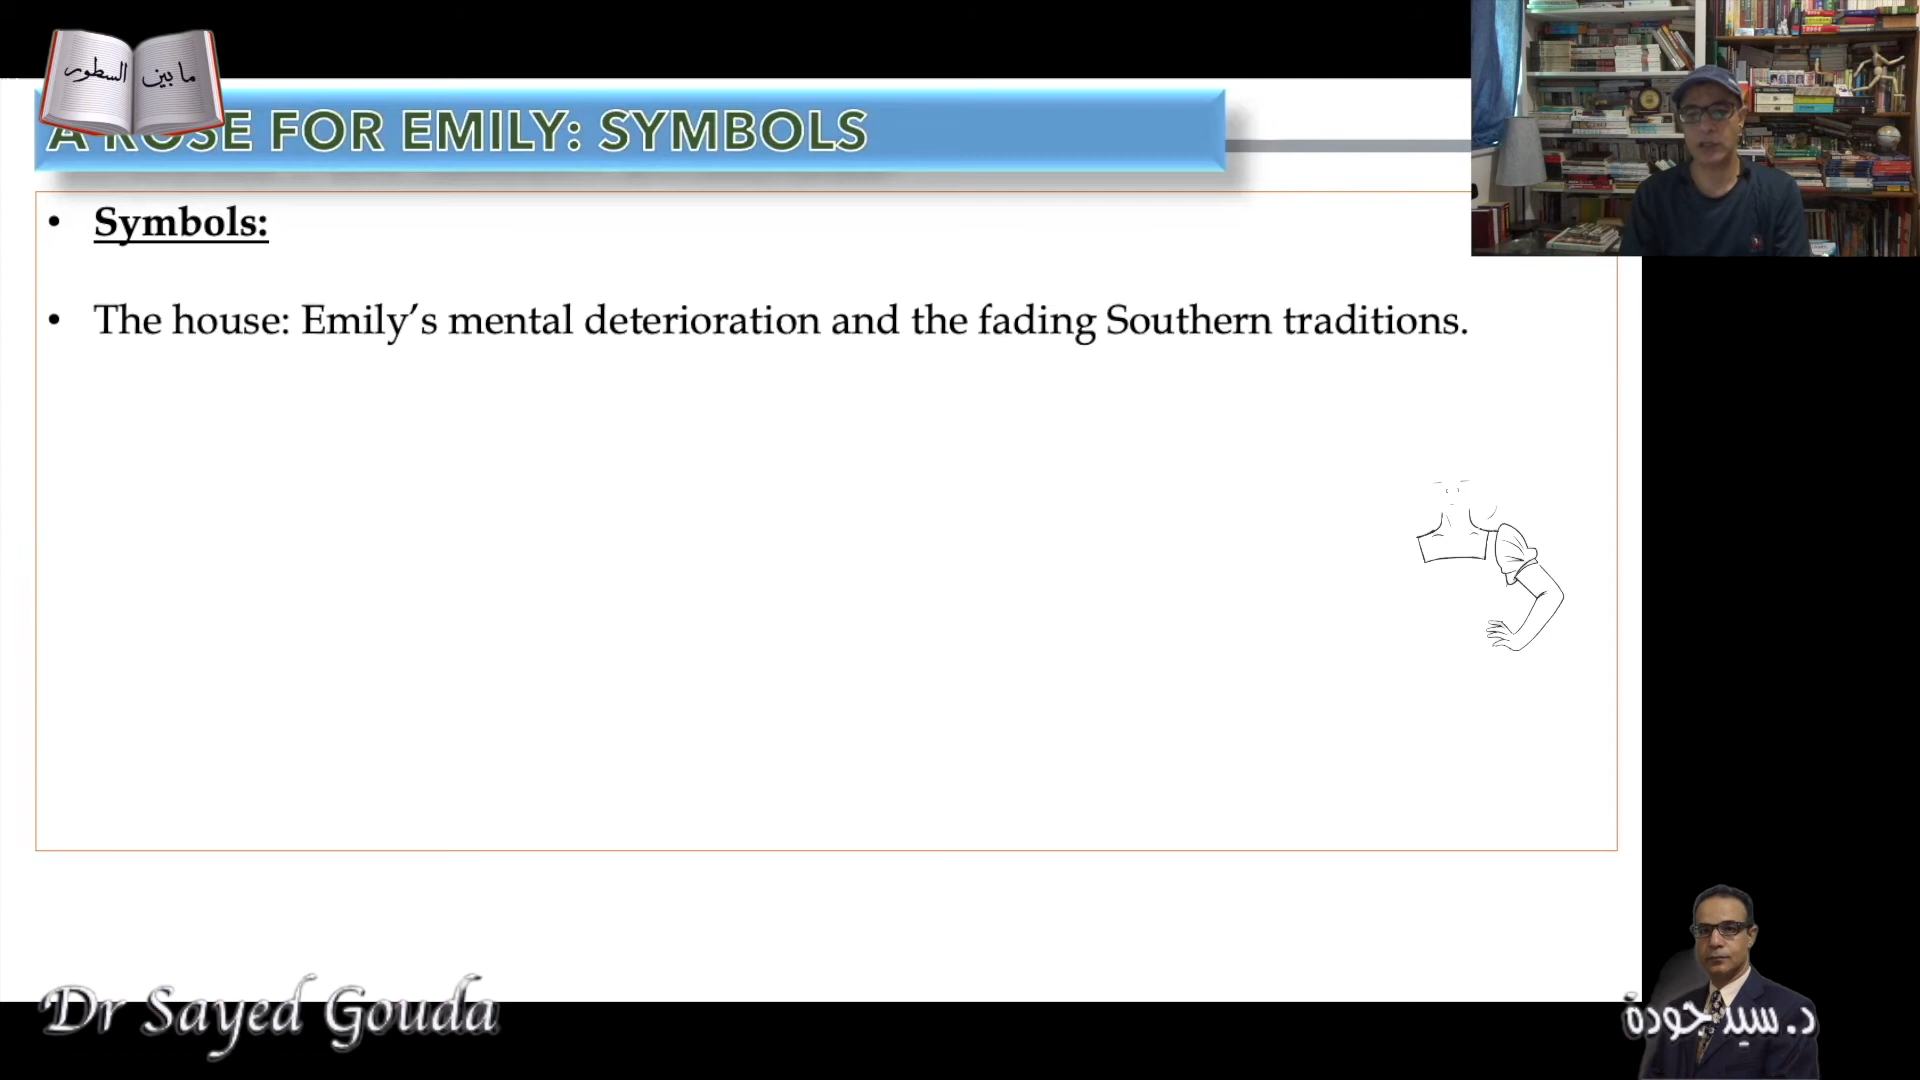 ما بين السطور
A ROSE FOR EMILY: SYMBOLS
• Symbols:
• The house: Emily’s mental deterioration and the fading Southern traditions.
Dr Sayed Gouda
د. سيد جودة